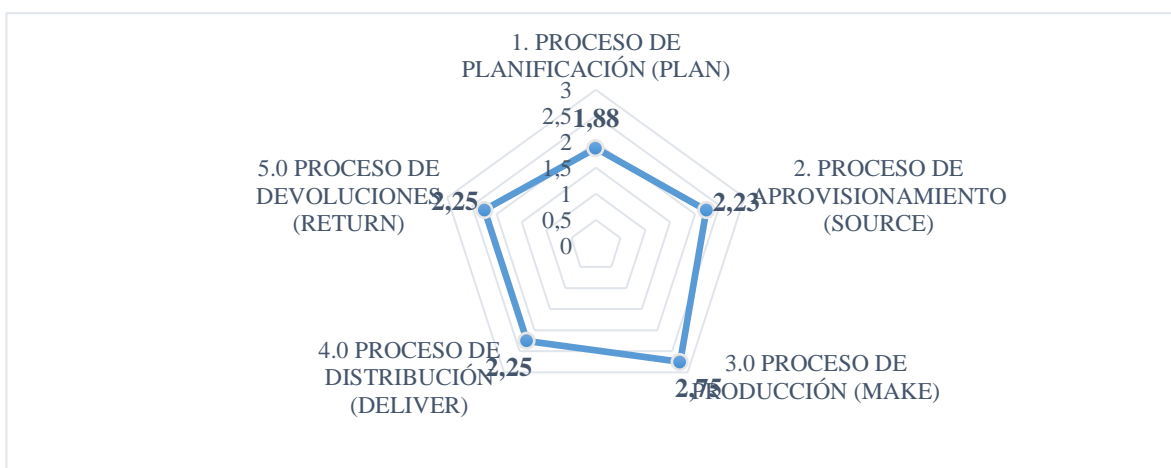 1. PROCESO DE
PLANIFICACIÓN (PLAN)
3
2,5
2
1,5
1
0,5
0
1,88
2. PROCESO DE
APROVISIONAMIENTO
(SOURCE)
2,23
3.0 PROCESO DE
PRODUCCIÓN (MAKE)
2,75
4.0 PROCESO DE
DISTRIBUCIÓN
(DELIVER)
2,25
5.0 PROCESO DE
DEVOLUCIONES
(RETURN)
2,25